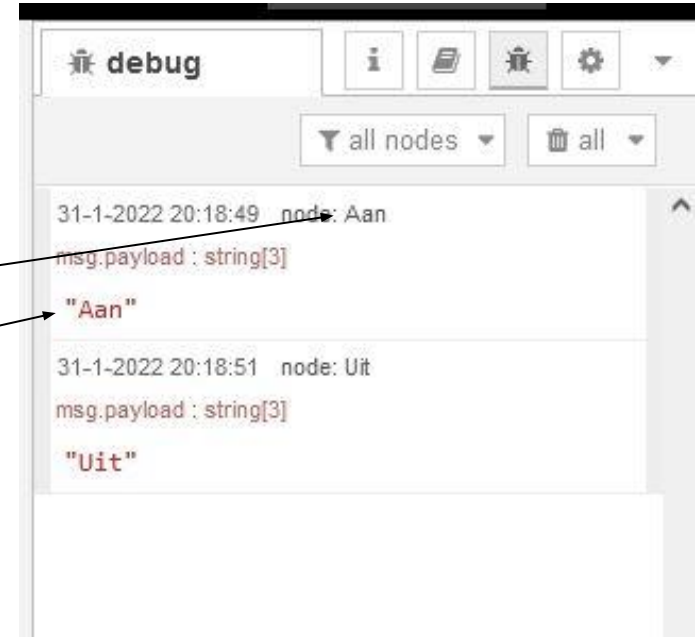 debug
all nodes
all
31-1-2022 20:18:49 node: Aan
msg.payload : string[3]
"Aan"
31-1-2022 20:18:51 node: Uit
msg.payload : string[3]
"Uit"